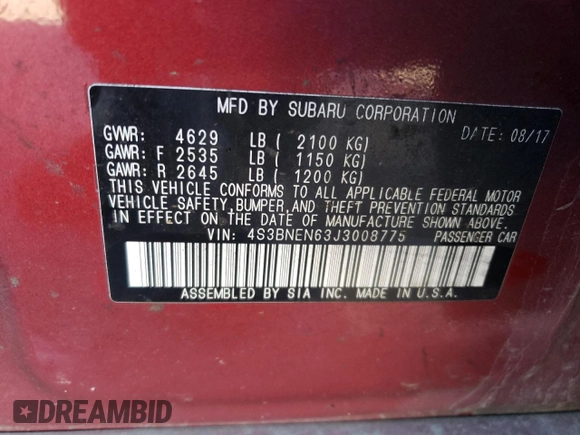 MFD BY SUBARU CORPORATION
GVWR: 4629 LB ( 2100 KG) DATE: 08/17
GAWR: F 2535 LB ( 1150 KG)
GAWR: R 2645 LB ( 1200 KG)
THIS VEHICLE CONFORMS TO ALL APPLICABLE FEDERAL MOTOR
VEHICLE SAFETY,BUMPER,AND THEFT PREVENTION STANDARDS
IN EFFECT ON THE DATE OF MANUFACTURE SHOWN ABOVE.
VIN: 4S3BNEN63J3008775 PASSENGER CAR
ASSEMBLED BY SIA INC. MADE IN U.S.A.
DREAMBID